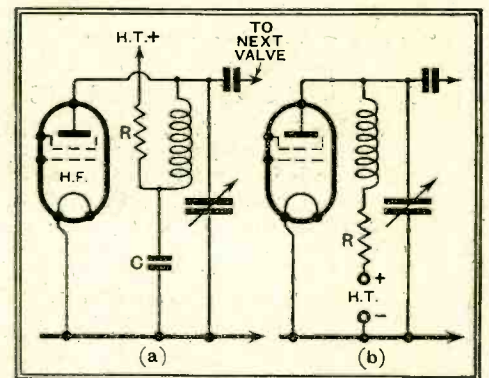 H.T.+
TO
NEXT
VALVE
R
H.F.
C
R
+
H.T.
-
(a)
(b)